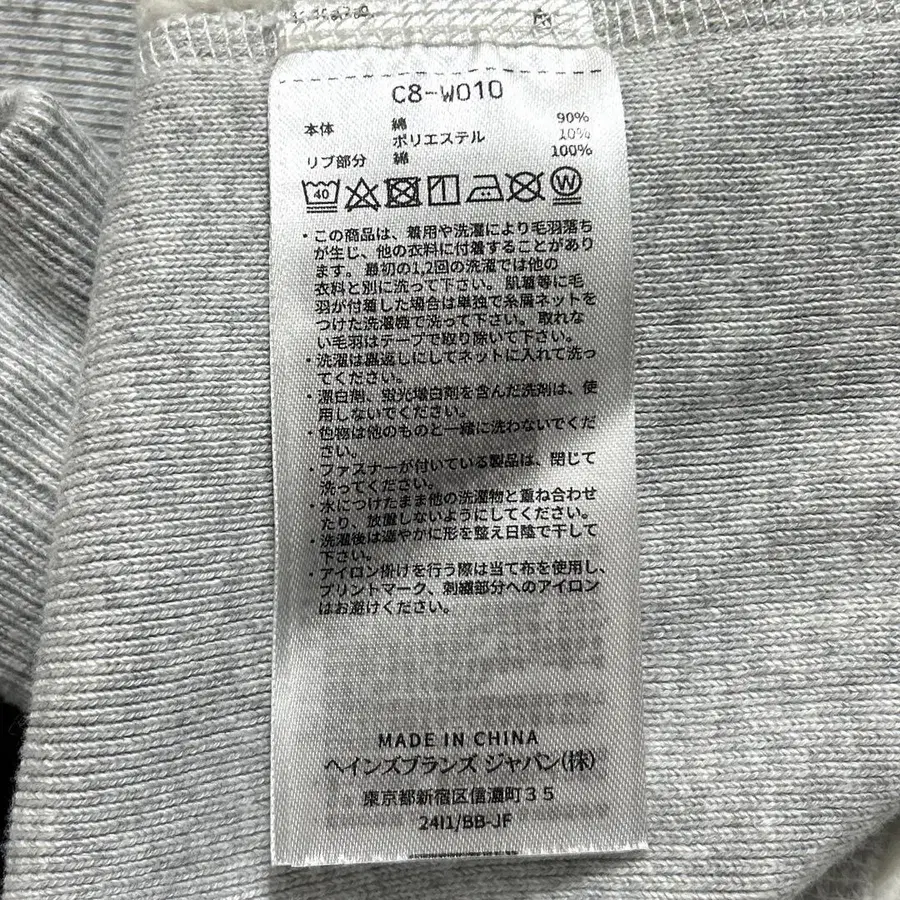 C8-W010
本体 綿 90%
ポリエステル 10%
リブ部分 綿 100%
40 W
・この商品は、着用や洗濯により毛羽落ち
が生じ、他の衣料に付着することがあり
ます。最初の1,2回の洗濯では他の
衣料と別に洗って下さい。肌着等に毛
羽が付着した場合は単独で糸屑ネットを
つけた洗濯機で洗って下さい。取れな
い毛羽はテープで取り除いて下さい。
・洗濯は裏返しにしてネットに入れて洗っ
てください。
・漂白剤、蛍光増白剤を含んだ洗剤は、使
用しないでください。
・色物は他のものと一緒に洗わないでくだ
さい。
ファスナーが付いている製品は、閉じて
洗ってください。
・水につけたまま他の洗濯物と重ね合わせ
たり、放置しないようにしてください。
・洗濯後は速やかに形を整え日陰で干して
下さい。
・アイロン掛けを行う際は当て布を使用し、
プリントマーク、刺繍部分へのアイロン
はお避けください。
MADE IN CHINA
ヘインズブランズ ジャパン(株)
東京都新宿区信濃町35
24I1/BB-JF